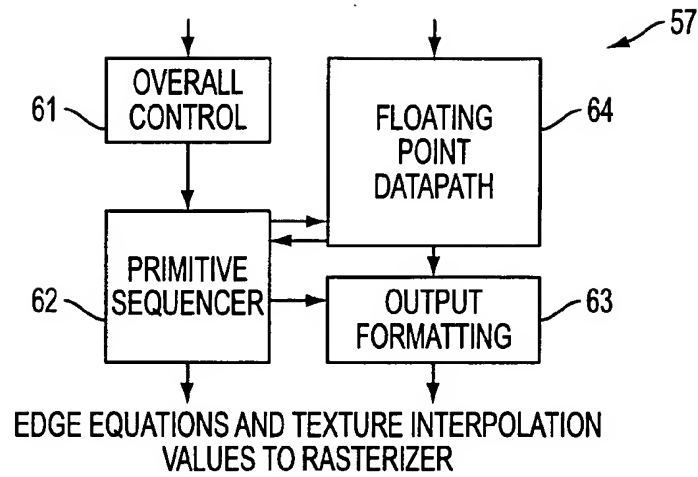 57
OVERALL
CONTROL
61
FLOATING
POINT
DATAPATH
64
PRIMITIVE
SEQUENCER
62
OUTPUT
FORMATTING
63
EDGE EQUATIONS AND TEXTURE INTERPOLATION
VALUES TO RASTERIZER